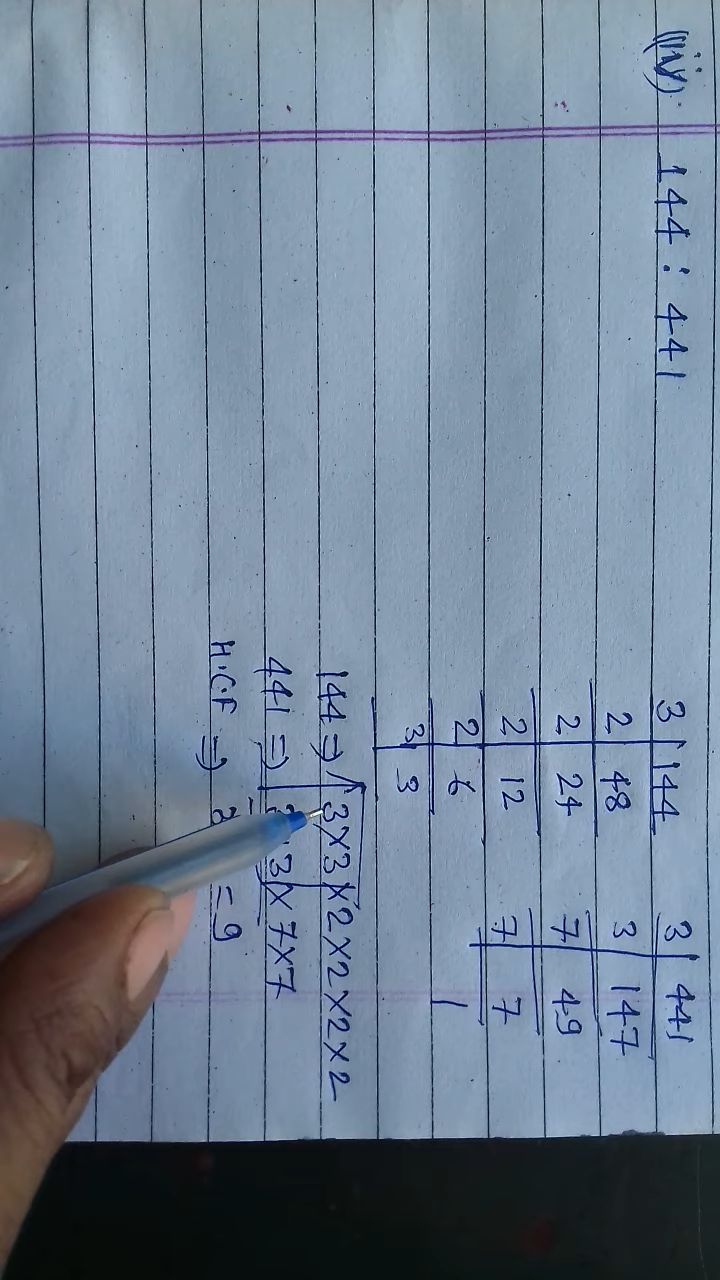 (iv) 144 : 441 3 | 144 3 | 441
2 | 48 3 | 147
2 | 24 7 | 49
2 | 12 7 | 7
2 | 6 1
3 | 3
144 ⇒ 3×3×2×2×2×2
441 ⇒ 3×7×7
H.C.F ⇒ = 9